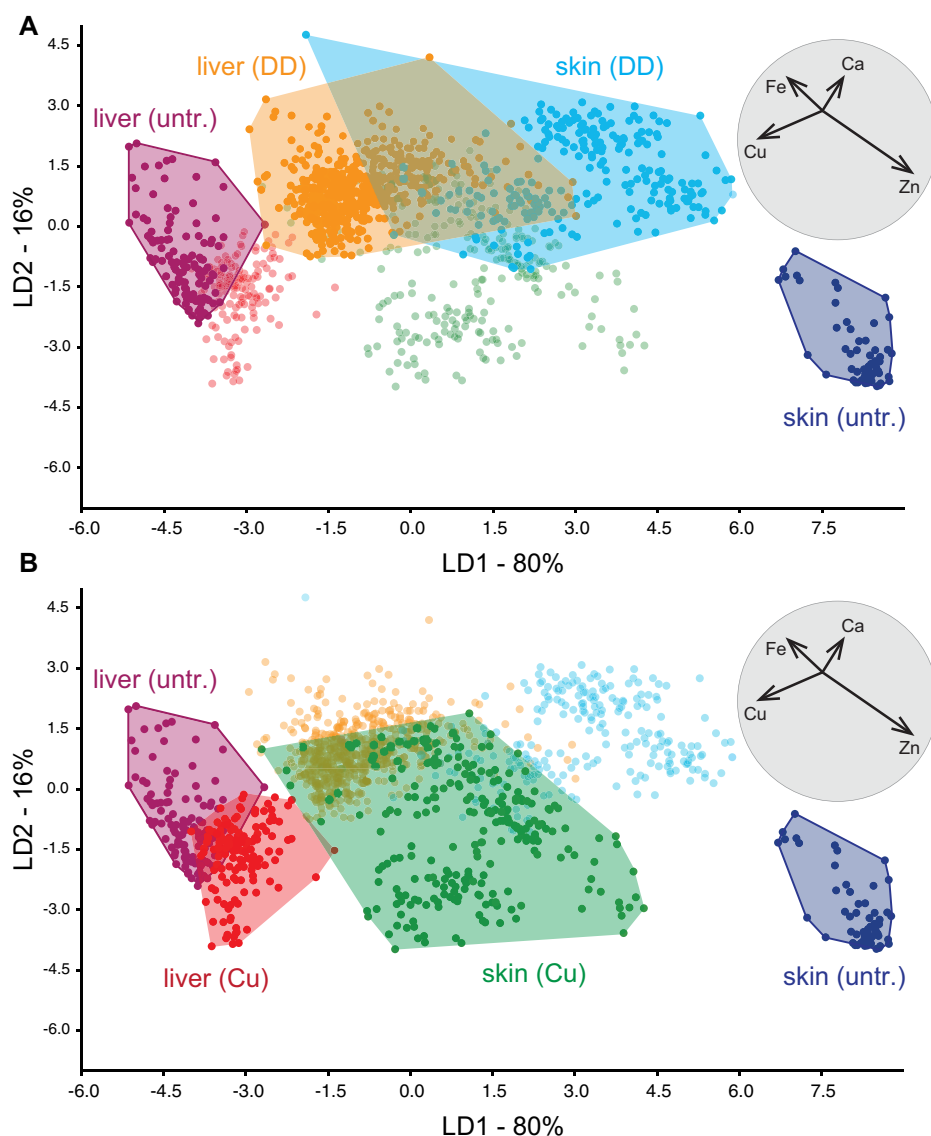 A
4.5
3.0
1.5
0.0
-1.5
-3.0
-4.5
-6.0
LD2 - 16%
liver (DD)
skin (DD)
liver (untr.)
skin (untr.)
Fe
Ca
Cu
Zn
-6.0 -4.5 -3.0 -1.5 0.0 1.5 3.0 4.5 6.0 7.5
LD1 - 80%
B
4.5
3.0
1.5
0.0
-1.5
-3.0
-4.5
-6.0
LD2 - 16%
liver (untr.)
liver (Cu)
skin (Cu)
skin (untr.)
Fe
Ca
Cu
Zn
-6.0 -4.5 -3.0 -1.5 0.0 1.5 3.0 4.5 6.0 7.5
LD1 - 80%